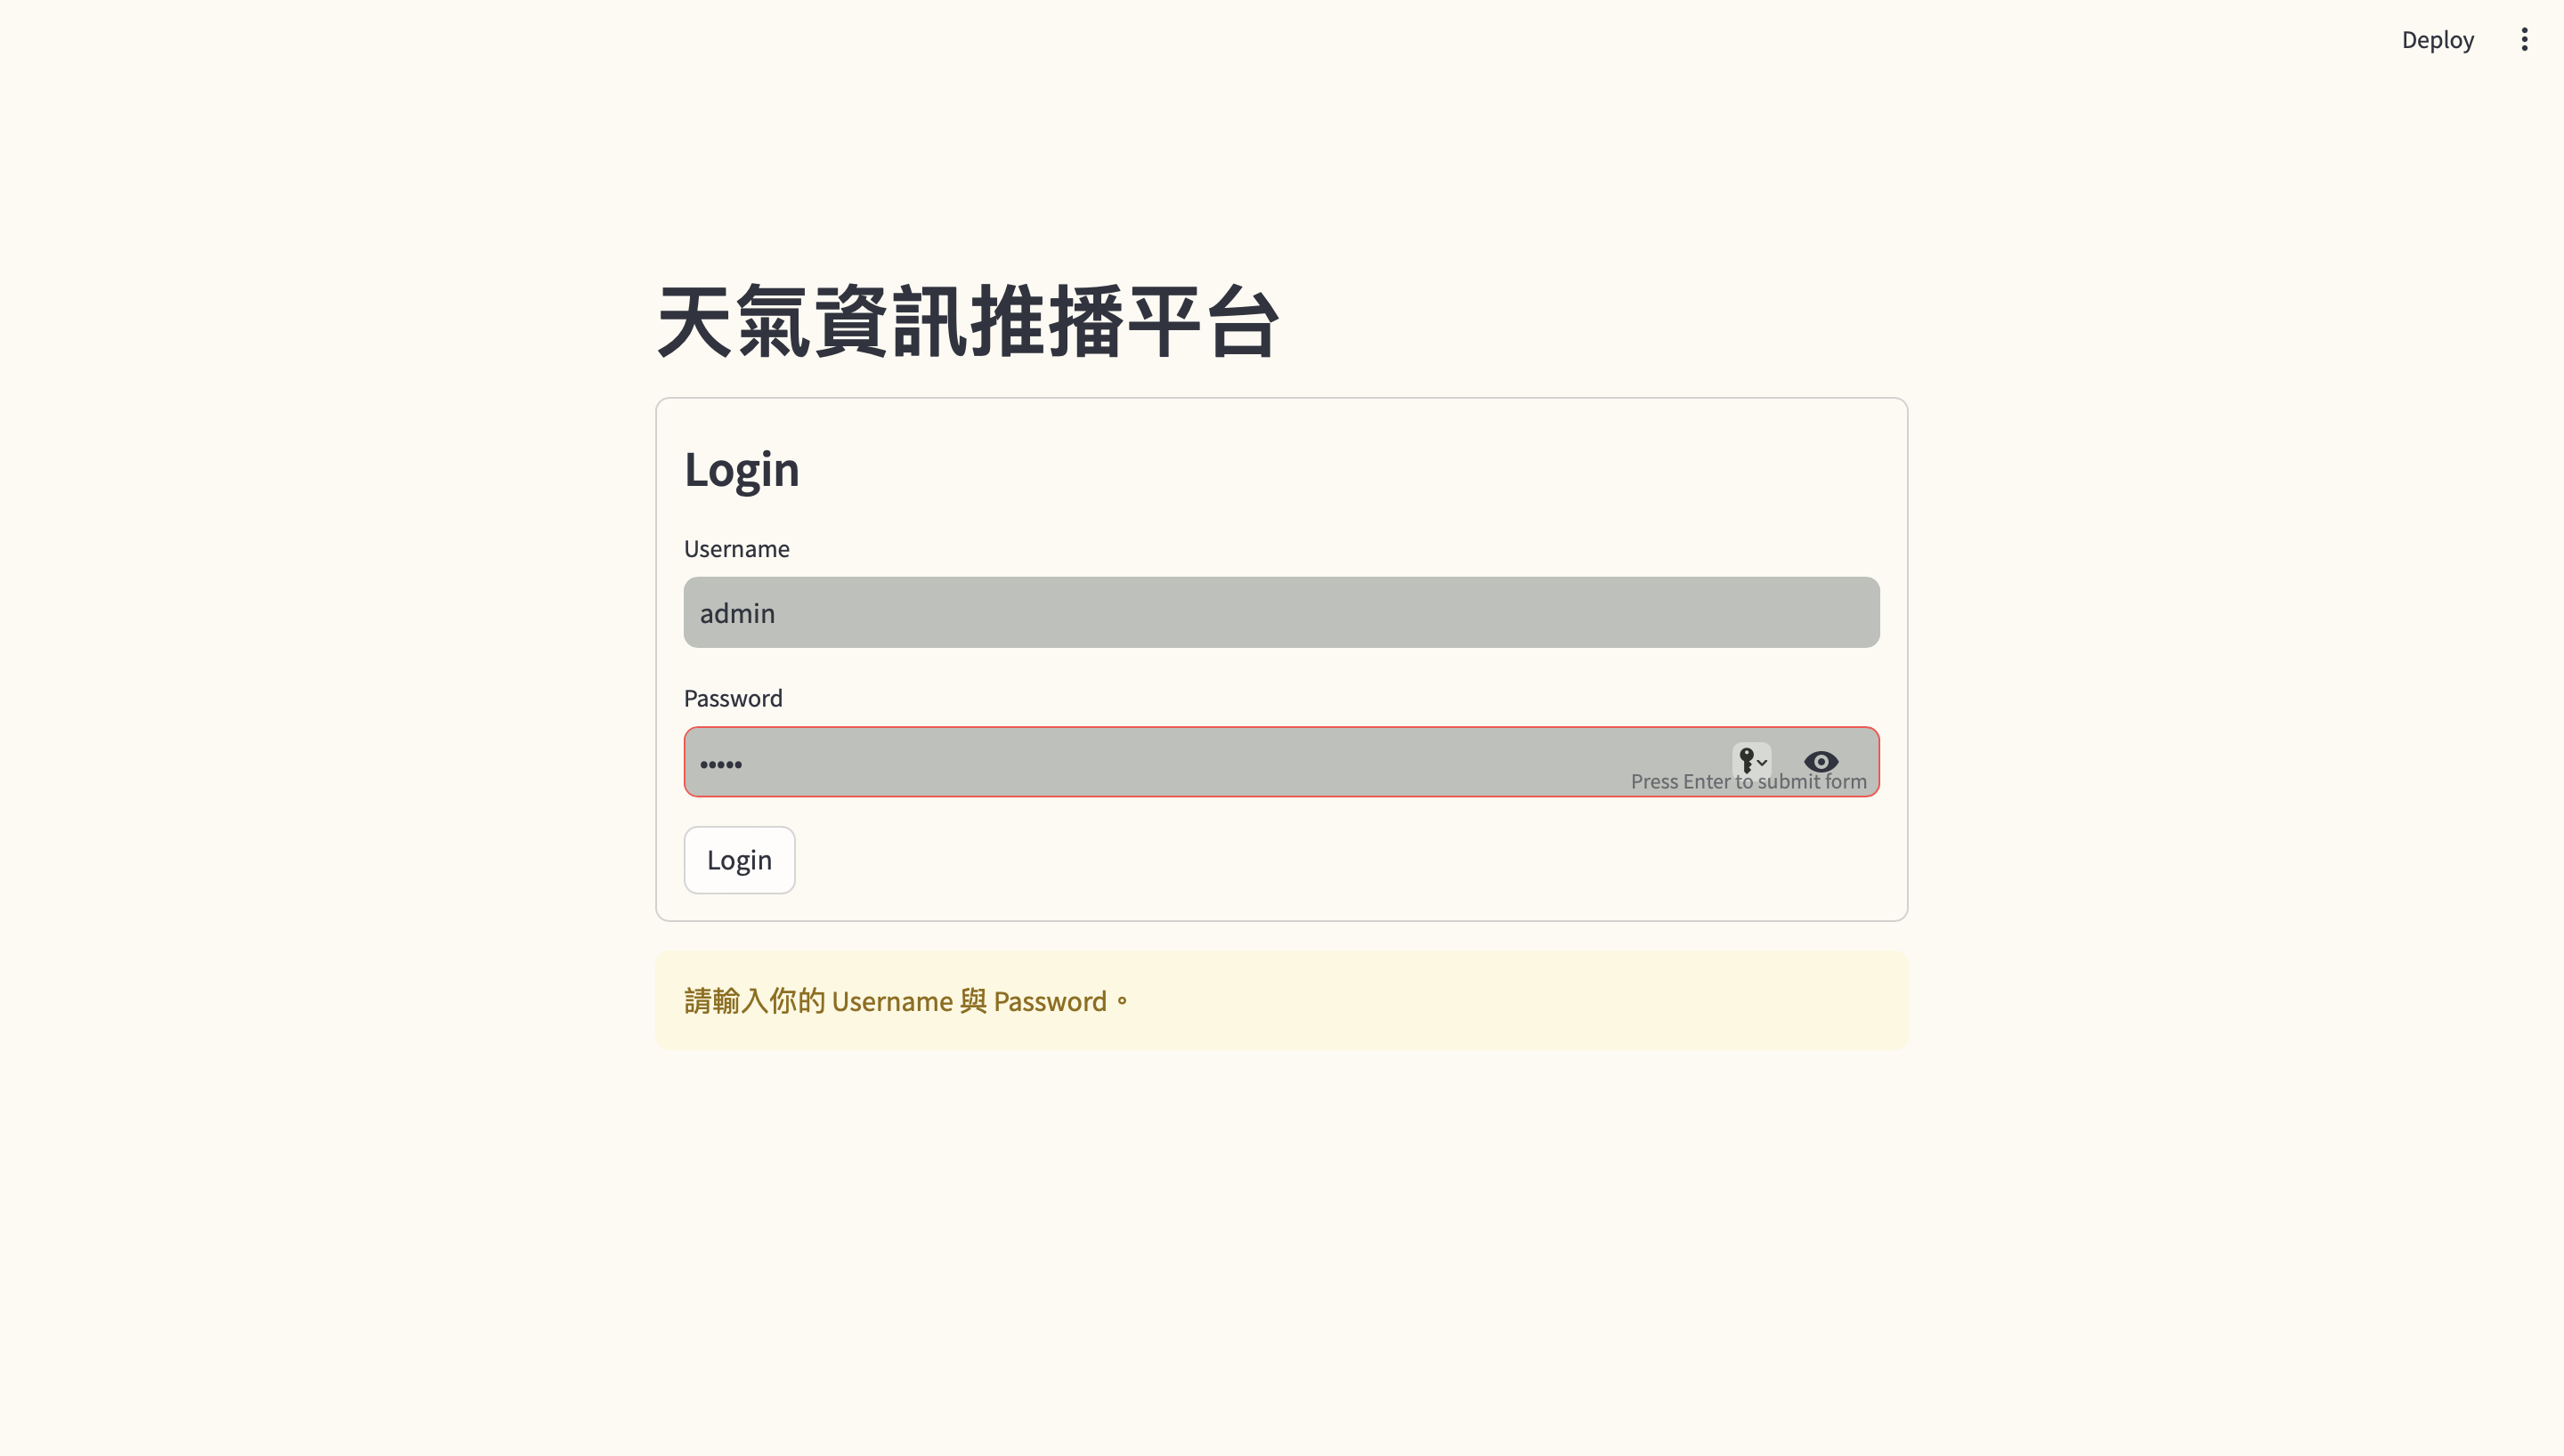 Deploy
天氣資訊推播平台
Login
Username
admin
Password
•••••
Press Enter to submit form
Login
請輸入你的 Username 與 Password。